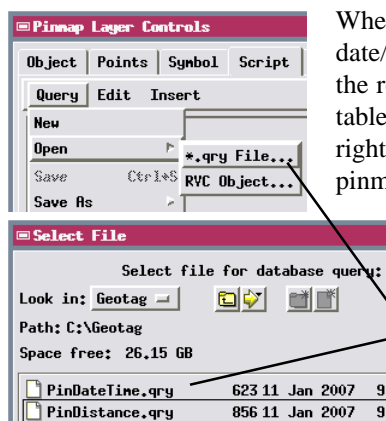 Pinmap Layer Controls
Object Points Symbol Script
Query Edit Insert
New
Open
*.qry File...
Save Ctrl+S
RVC Object...
Save As
Whe
date/
the r
table
right
pinm
Select File
Select file for database query:
Look in: Geotag
Path: C:\Geotag
Space free: 26.15 GB
PinDateTime.qry 623 11 Jan 2007 9
PinDistance.qry 856 11 Jan 2007 9